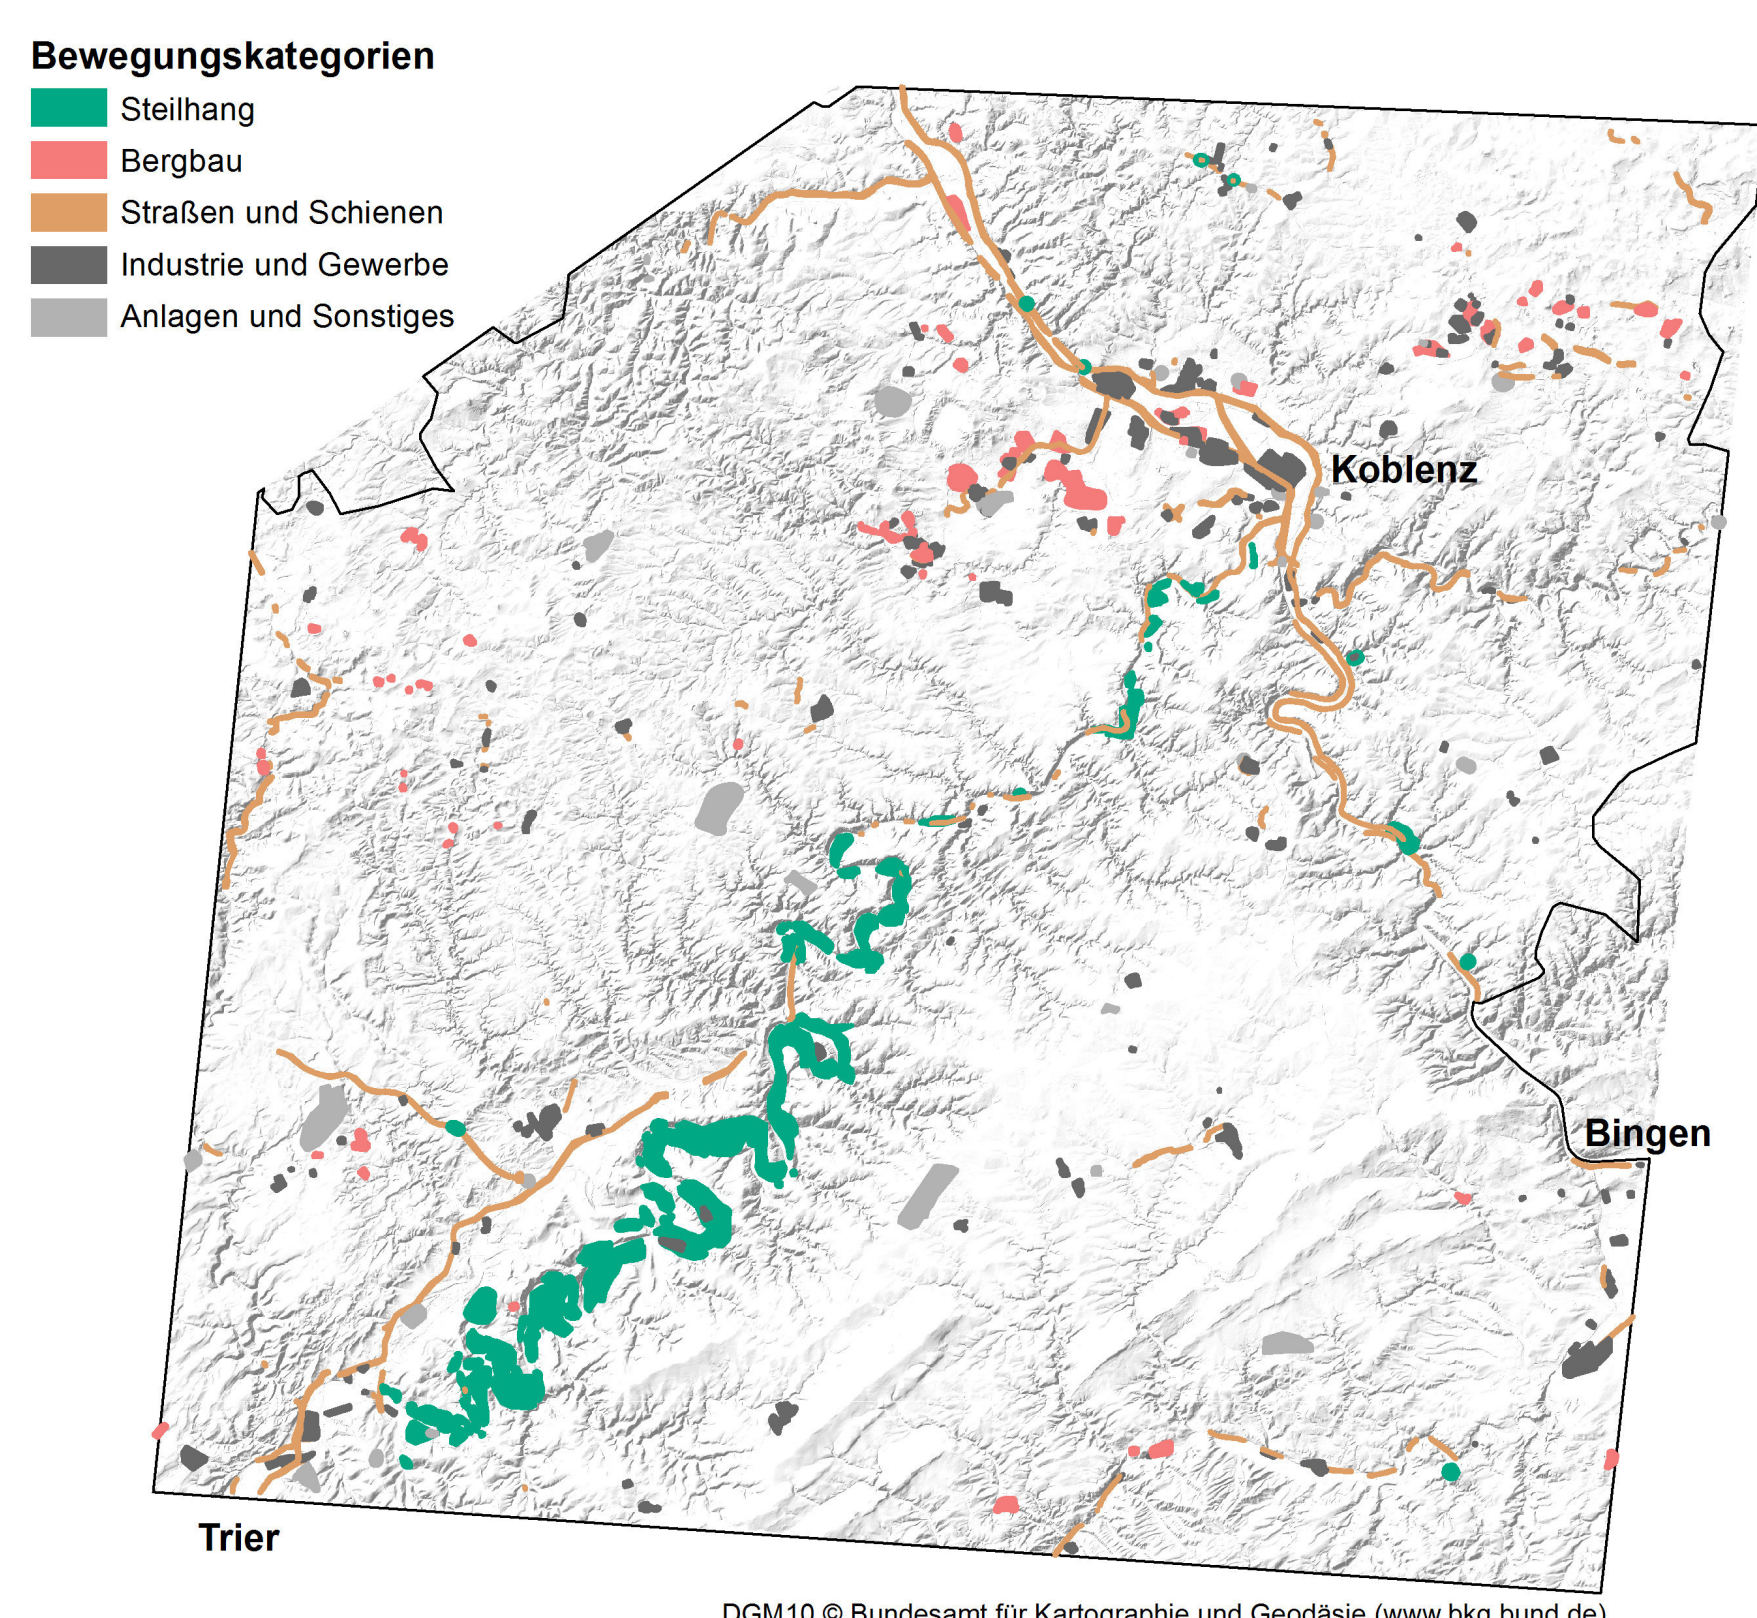 Bewegungskategorien
Steilhang
Bergbau
Straßen und Schienen
Industrie und Gewerbe
Anlagen und Sonstiges
Koblenz
Bingen
Trier
DGM10 © Bundesamt für Kartographie und Geodäsie (www.bkg.bund.de)